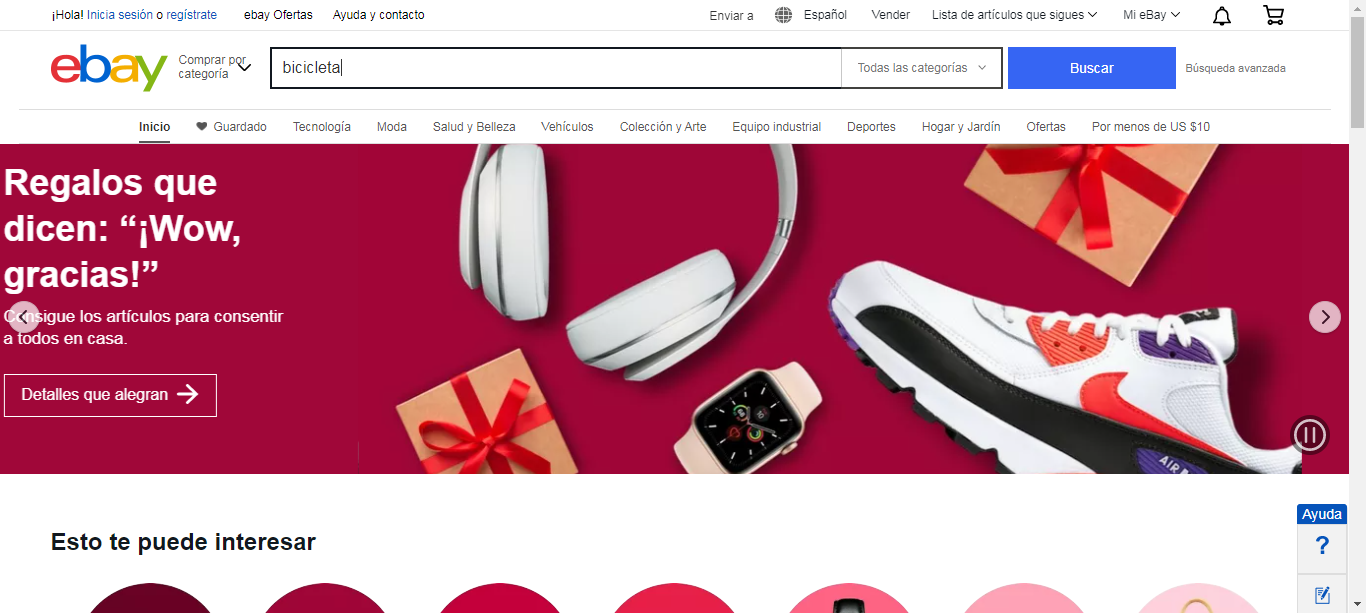 ¡Hola! Inicia sesión o regístrate
ebay Ofertas
Ayuda y contacto
Enviar a
Español
Vender
Lista de artículos que sigues
Mi eBay
ebay
Comprar por
categoría
bicicleta
Todas las categorías
Buscar
Búsqueda avanzada
Inicio
Guardado
Tecnología
Moda
Salud y Belleza
Vehículos
Colección y Arte
Equipo industrial
Deportes
Hogar y Jardín
Ofertas
Por menos de US $10
Regalos que
dicen: “¡Wow,
gracias!”
Consigue los artículos para consentir
a todos en casa.
Detalles que alegran
AIR
Ayuda
?
Esto te puede interesar